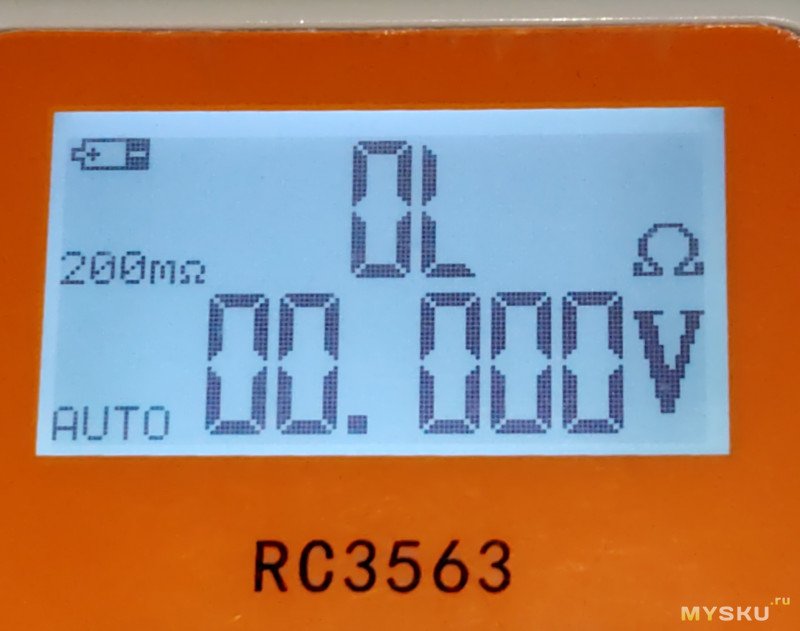 OL Ω
200mΩ
00.000V
AUTO
RC3563
MYSKU.ru